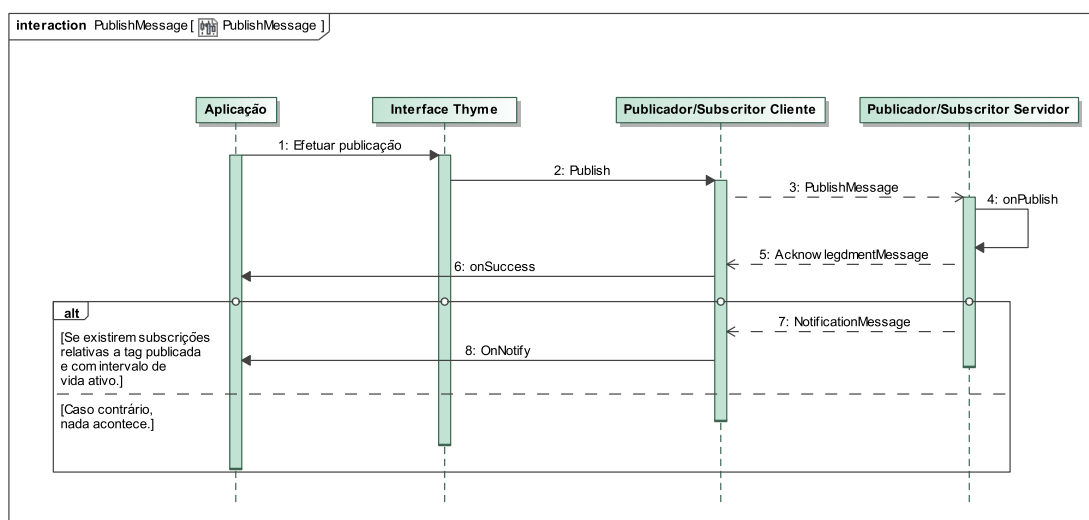 interaction PublishMessage [ PublishMessage ]
Aplicação
Interface Thyme
Publicador/Subscritor Cliente
Publicador/Subscritor Servidor
1: Efetuar publicação
2: Publish
3: PublishMessage
4: onPublish
5: AcknowlegdmentMessage
6: onSuccess
alt
[Se existirem subscrições
relativas a tag publicada
e com intervalo de
vida ativo.]
7: NotificationMessage
8: OnNotify
[Caso contrário,
nada acontece.]